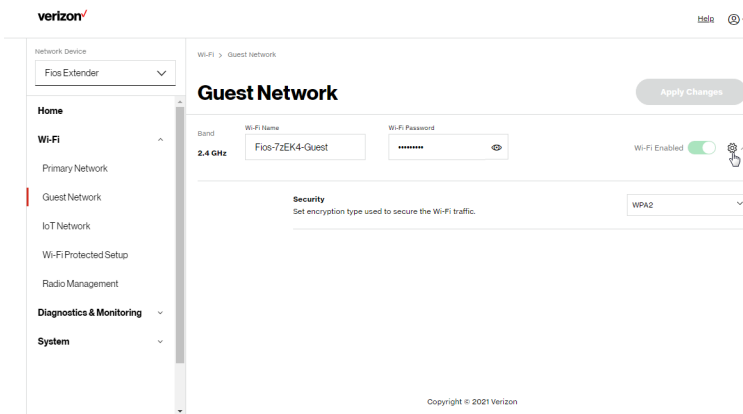 verizon✓
Help
Network Device
Fios Extender
Home
Wi-Fi
Primary Network
Guest Network
IoT Network
Wi-Fi Protected Setup
Radio Management
Diagnostics & Monitoring
System
Wi-Fi > Guest Network
Guest Network
Apply Changes
Band
Wi-Fi Name
Wi-Fi Password
2.4 GHz
Fios-7zEK4-Guest
•••••••••
Wi-Fi Enabled
Security
Set encryption type used to secure the Wi-Fi traffic.
WPA2
Copyright © 2021 Verizon